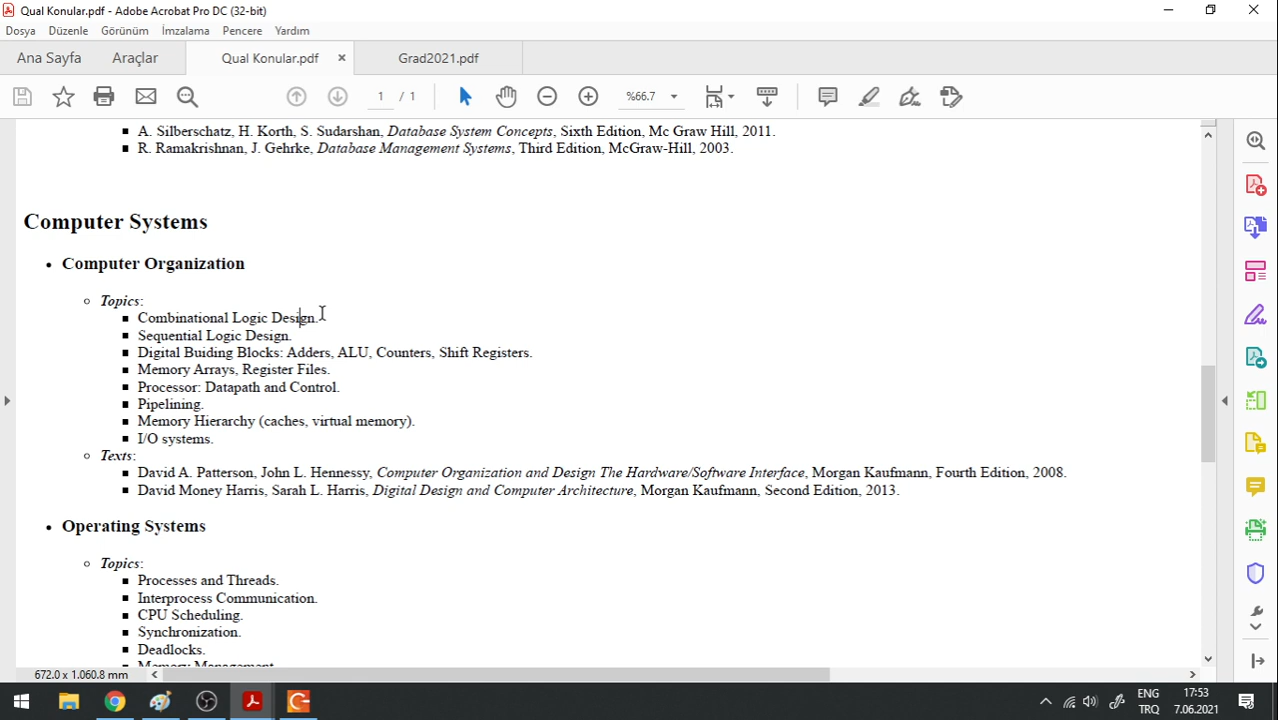 Qual Konular.pdf - Adobe Acrobat Pro DC (32-bit)
Dosya Düzenle Görünüm İmzalama Pencere Yardım
Ana Sayfa Araçlar Qual Konular.pdf × Grad2021.pdf
1 / 1 %66.7
A. Silberschatz, H. Korth, S. Sudarshan, Database System Concepts, Sixth Edition, Mc Graw Hill, 2011.
R. Ramakrishnan, J. Gehrke, Database Management Systems, Third Edition, McGraw-Hill, 2003.
Computer Systems
Computer Organization
Topics:
Combinational Logic Design.
Sequential Logic Design.
Digital Buiding Blocks: Adders, ALU, Counters, Shift Registers.
Memory Arrays, Register Files.
Processor: Datapath and Control.
Pipelining.
Memory Hierarchy (caches, virtual memory).
I/O systems.
Texts:
David A. Patterson, John L. Hennessy, Computer Organization and Design The Hardware/Software Interface, Morgan Kaufmann, Fourth Edition, 2008.
David Money Harris, Sarah L. Harris, Digital Design and Computer Architecture, Morgan Kaufmann, Second Edition, 2013.
Operating Systems
Topics:
Processes and Threads.
Interprocess Communication.
CPU Scheduling.
Synchronization.
Deadlocks.
Memory Management.
672.0 x 1.060.8 mm
ENG 17:53
TRQ 7.06.2021